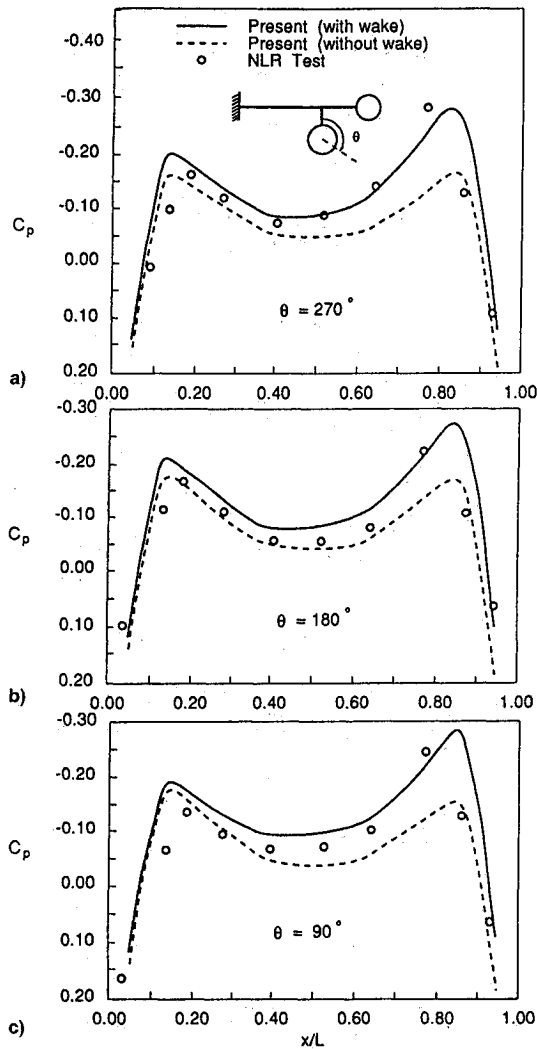 Present (with wake)
Present (without wake)
NLR Test
-0.40
-0.30
-0.20
-0.10
0.00
0.10
0.20
Cp
θ
θ = 270°
a)
0.00 0.20 0.40 0.60 0.80 1.00
-0.30
-0.20
-0.10
0.00
0.10
0.20
Cp
θ = 180°
b)
0.00 0.20 0.40 0.60 0.80 1.00
-0.30
-0.20
-0.10
0.00
0.10
0.20
Cp
θ = 90°
c)
0.00 0.20 0.40 0.60 0.80 1.00
x/L